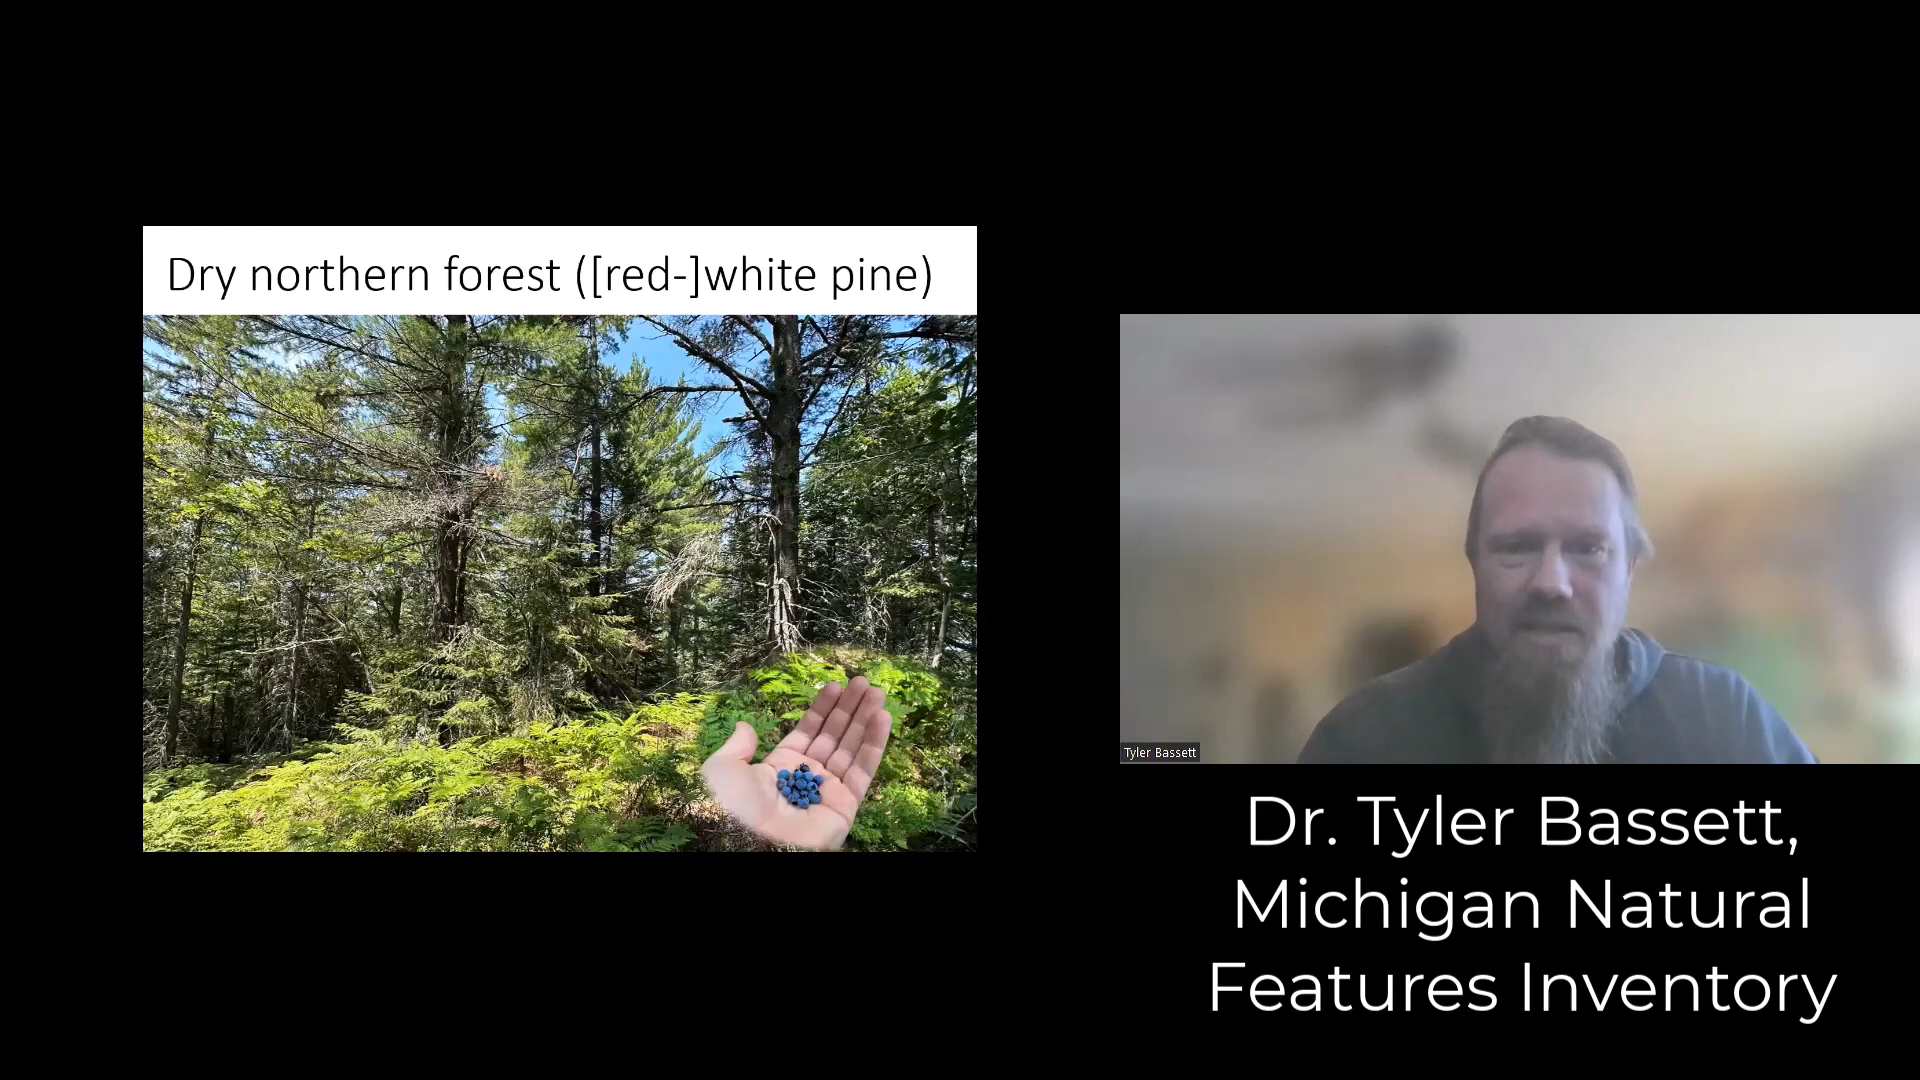 Dry northern forest ([red-]white pine)
Tyler Bassett
Dr. Tyler Bassett,
Michigan Natural
Features Inventory